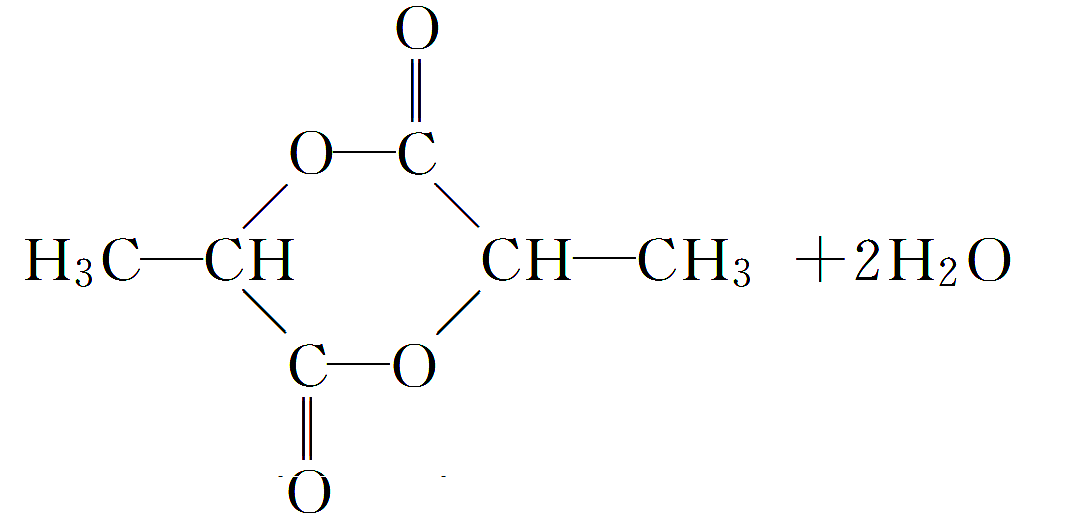 O
O—C
H₃C—CH CH—CH₃ +2H₂O
C—O
O